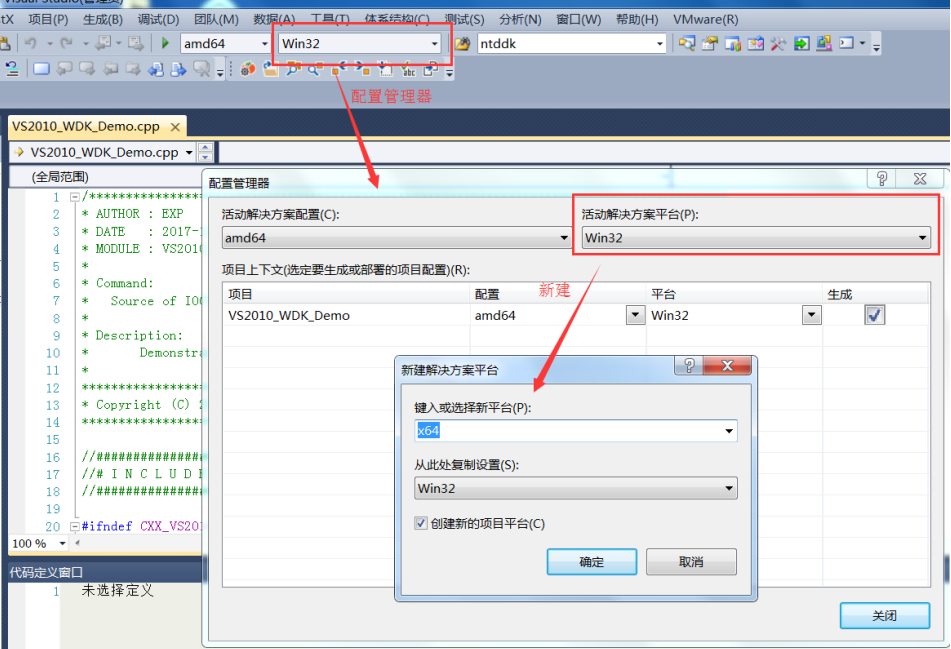 Visual Studio(管理员)
tX 项目(P) 生成(B) 调试(D) 团队(M) 数据(A) 工具(T) 体系结构(C) 测试(S) 分析(N) 窗口(W) 帮助(H) VMware(R)
amd64 Win32 ntddk
配置管理器
VS2010_WDK_Demo.cpp
VS2010_WDK_Demo.cpp
(全局范围)
配置管理器
活动解决方案配置(C): 活动解决方案平台(P):
amd64 Win32
项目上下文(选定要生成或部署的项目配置)(R):
新建
项目 配置 平台 生成
VS2010_WDK_Demo amd64 Win32
新建解决方案平台
键入或选择新平台(P):
x64
从此处复制设置(S):
Win32
创建新的项目平台(C)
确定 取消
关闭
1 /*****************
2 * AUTHOR : EXP
3 * DATE : 2017-1
4 * MODULE : VS2010
5 *
6 * Command:
7 * Source of IOC
8 *
9 * Description:
10 * Demonstra
11 *
12 *****************
13 * Copyright (C) 2
14 *****************
15
16 //###############
17 //# I N C L U D E
18 //###############
19
20 #ifndef CXX_VS201
100 %
代码定义窗口
1 未选择定义